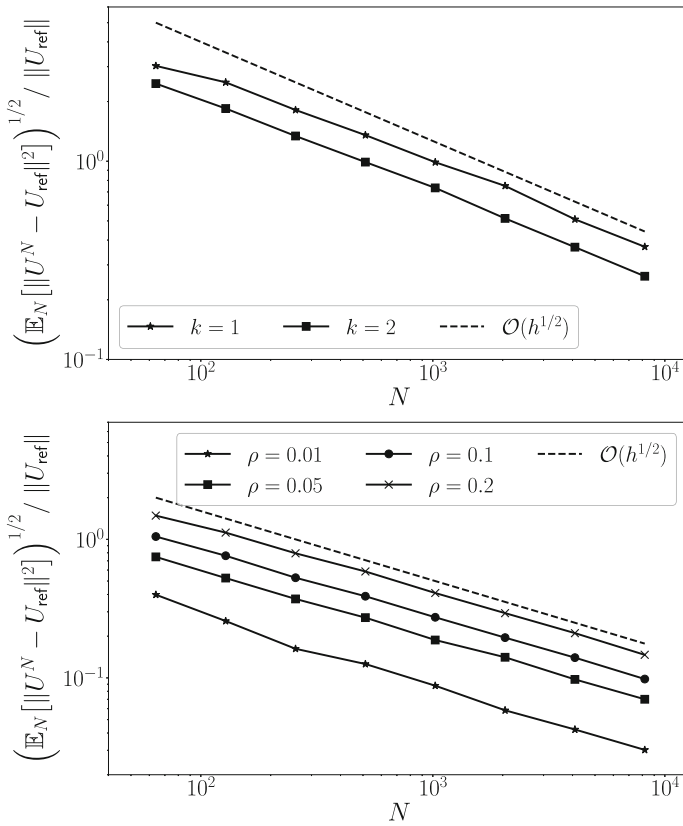 (𝔼_N[‖U^N − U_ref‖²])^{1/2} / ‖U_ref‖
10^0
10^{-1}
k = 1
k = 2
𝒪(h^{1/2})
10^2
10^3
10^4
N
(𝔼_N[‖U^N − U_ref‖²])^{1/2} / ‖U_ref‖
ρ = 0.01
ρ = 0.1
𝒪(h^{1/2})
ρ = 0.05
ρ = 0.2
10^0
10^{-1}
10^2
10^3
10^4
N